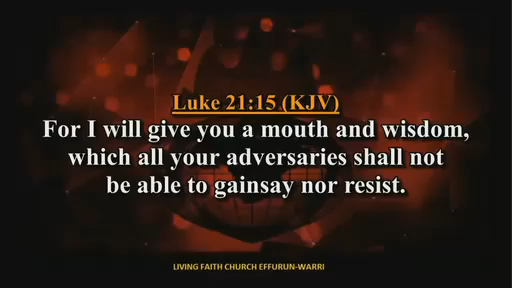 Luke 21:15 (KJV)
For I will give you a mouth and wisdom,
which all your adversaries shall not
be able to gainsay nor resist.
LIVING FAITH CHURCH EFFURUN-WARRI